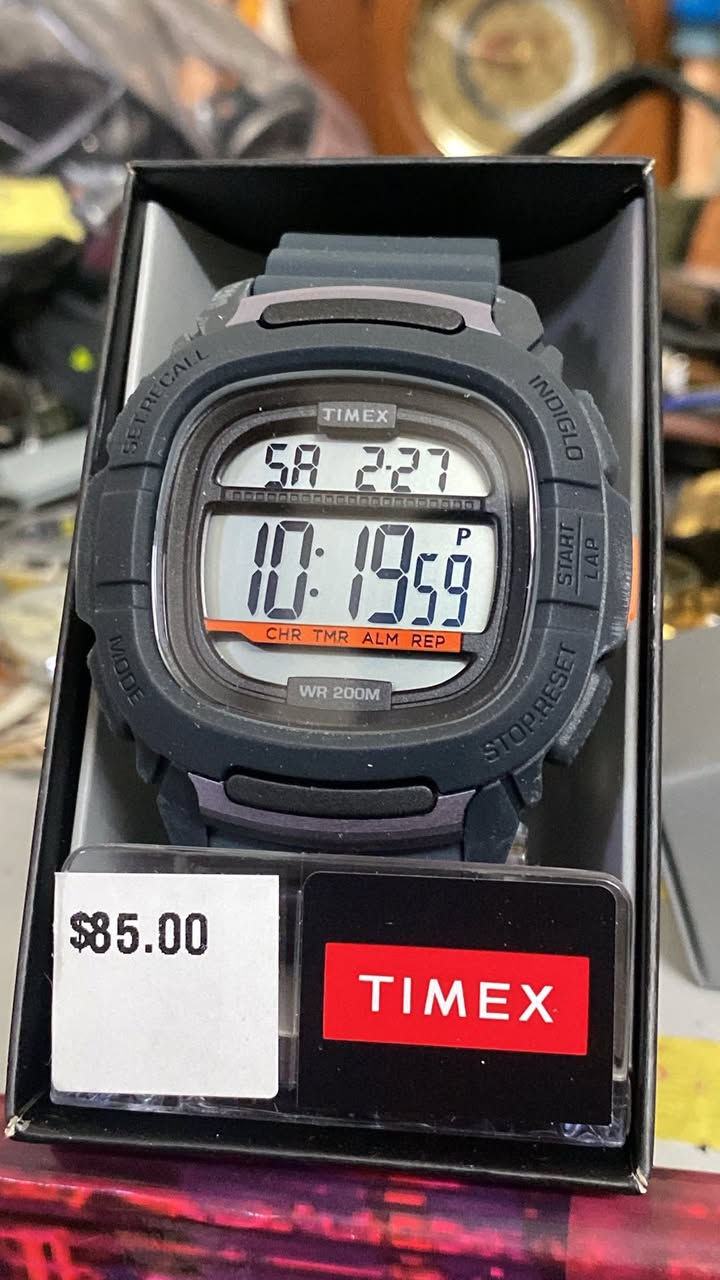 TIMEX
SET.RECALL
INDIGLO
SA 2-27
P
10:19 59
START
LAP
CHR TMR ALM REP
MODE
WR 200M
STOP.RESET
$85.00
TIMEX